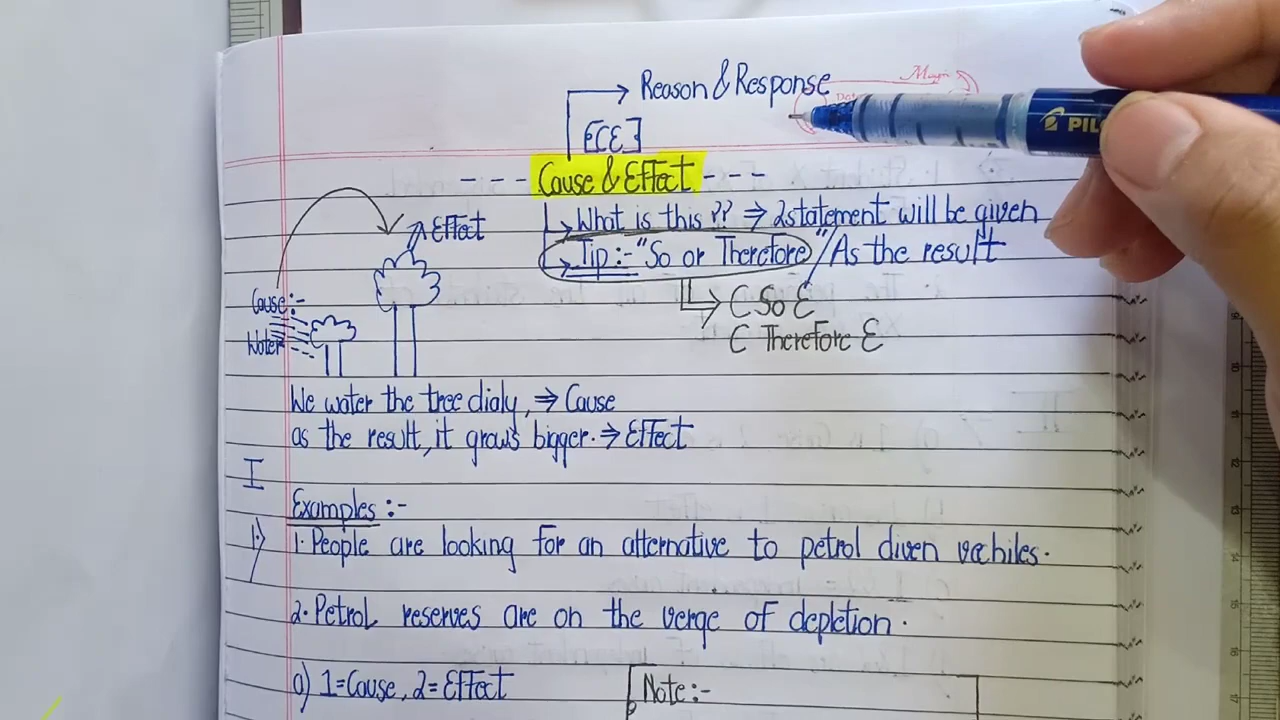 Reason & Response
[CE]
--- Cause & Effect ---
What is this ?? ⇒ 2statement will be given
Tip:- "So or Therefore"/As the result
C So E
C Therefore E
Effect
Cause:-
Water
We water the tree dialy, ⇒ Cause
as the result, it grows bigger. ⇒ Effect
I
Examples :-
1.) 1. People are looking for an alternative to petrol diven vechiles.
2. Petrol reserves are on the verge of depletion.
a) 1=Cause, 2=Effect
Note:-
PIL